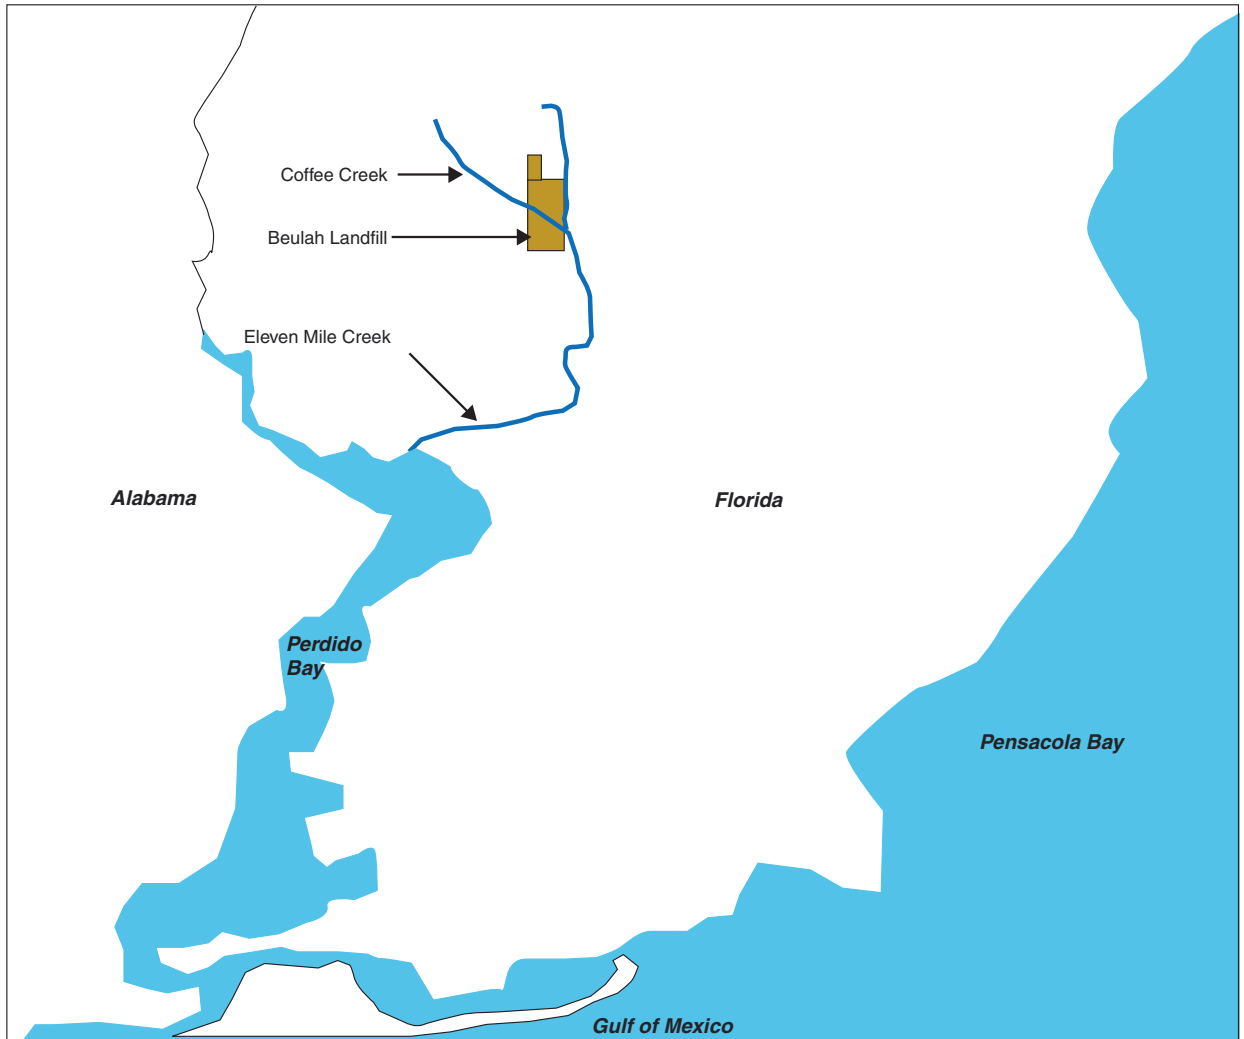 Coffee Creek
Beulah Landfill
Eleven Mile Creek
Alabama
Florida
Perdido
Bay
Pensacola Bay
Gulf of Mexico